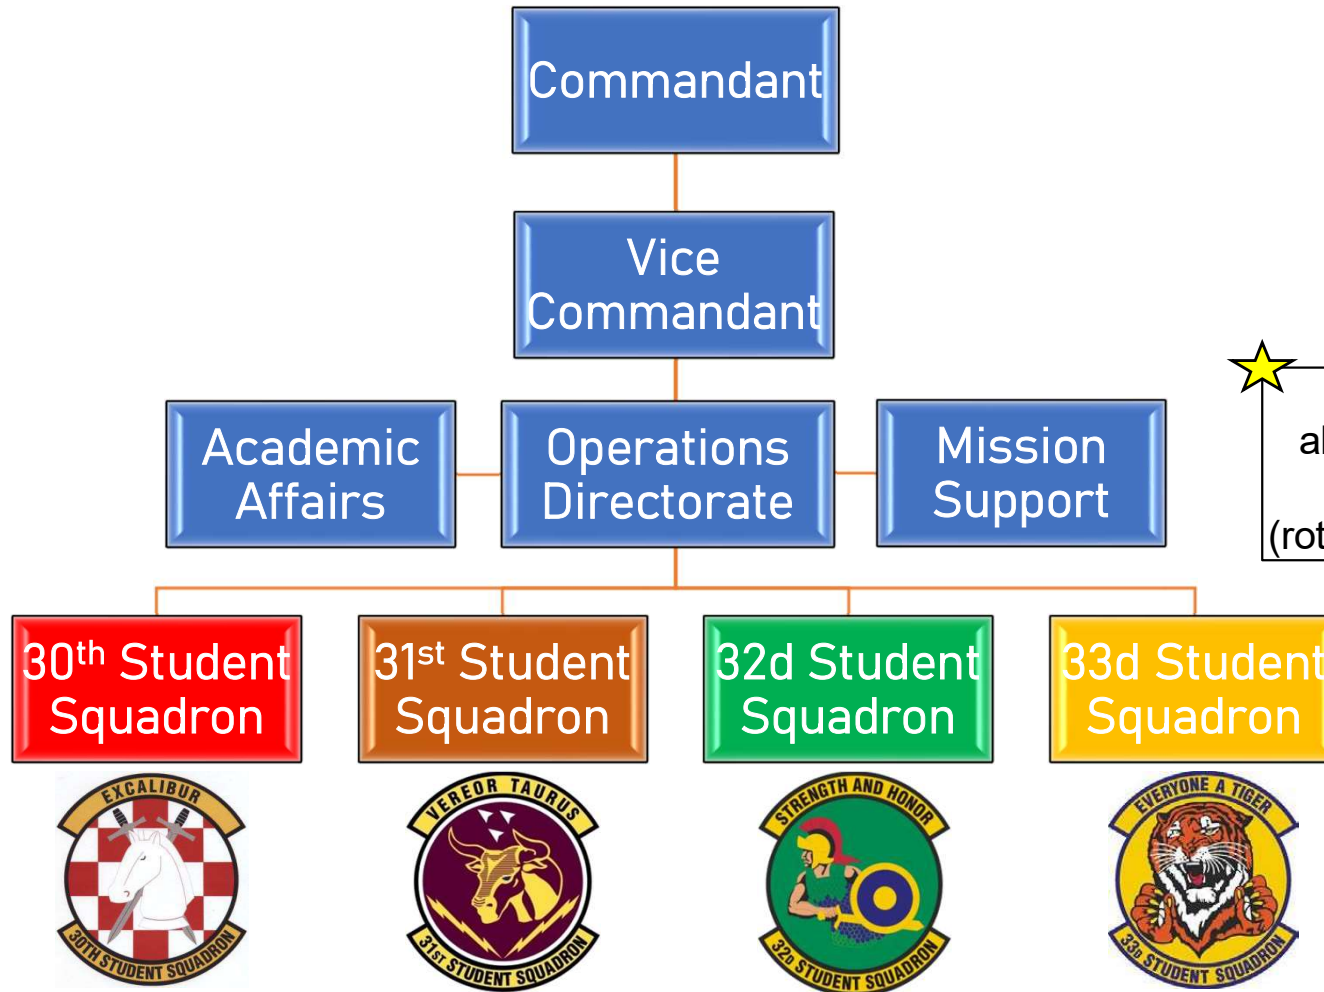 Commandant
Vice
Commandant
Academic
Affairs
Operations
Directorate
Mission
Support
30th Student
Squadron
31st Student
Squadron
32d Student
Squadron
33d Student
Squadron
EXCALIBUR
30TH STUDENT SQUADRON
VEREOR TAURUS
31ST STUDENT SQUADRON
STRENGTH AND HONOR
32D STUDENT SQUADRON
EVERYONE A TIGER
33D STUDENT SQUADRON